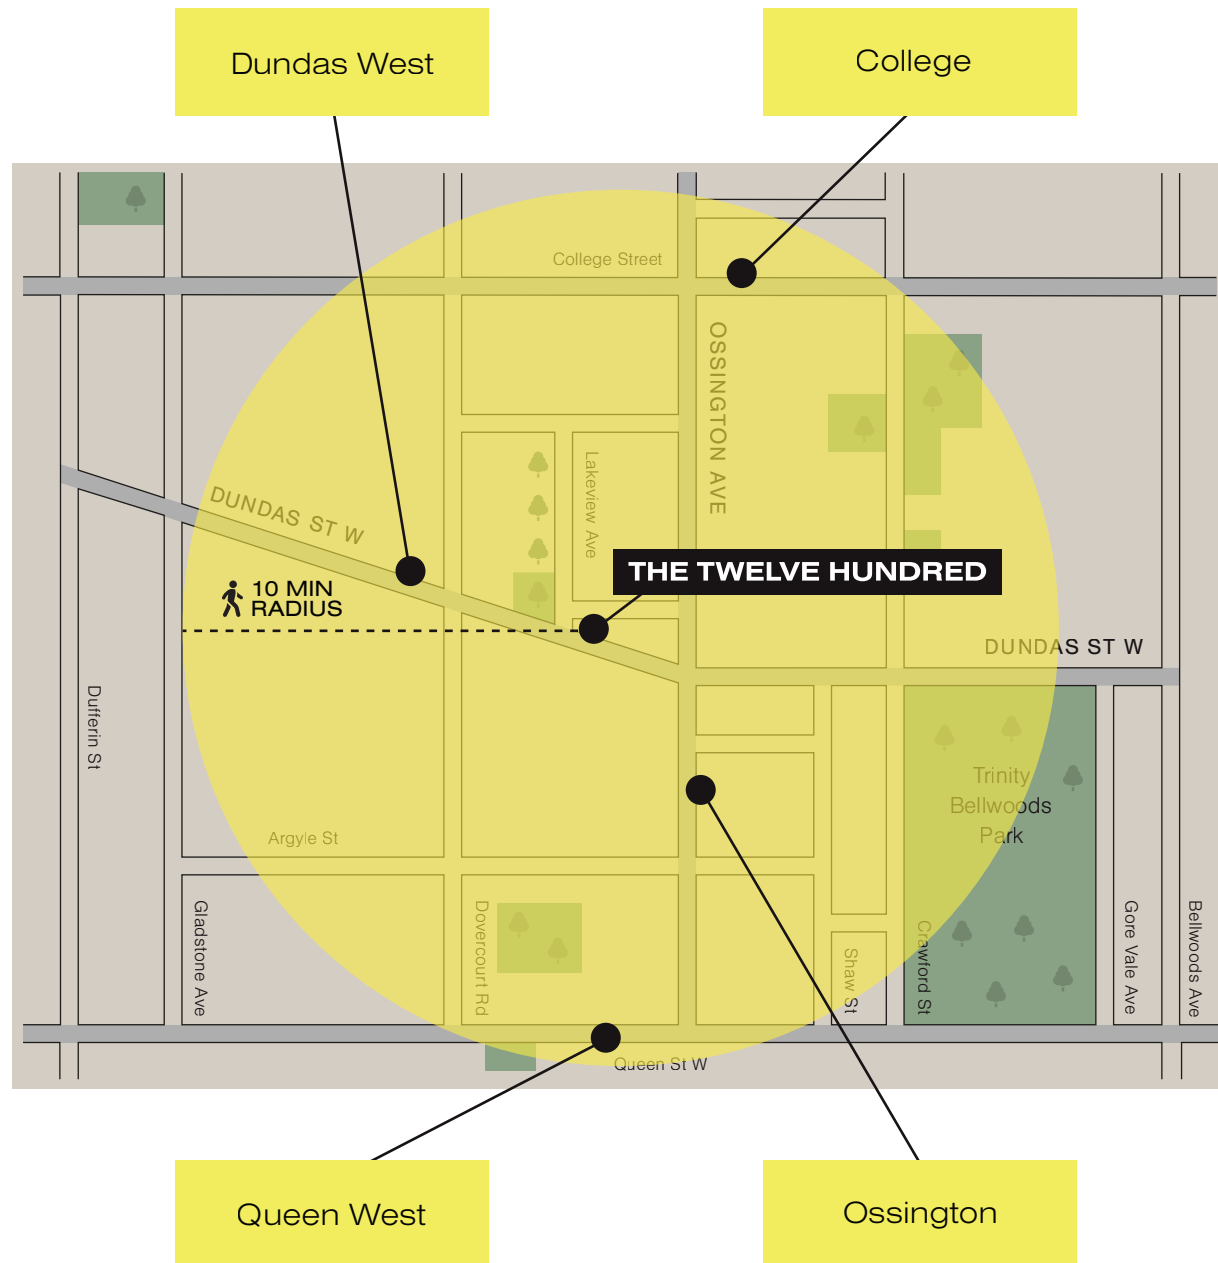 Dundas West
College
College Street
OSSINGTON AVE
Lakeview Ave
DUNDAS ST W
THE TWELVE HUNDRED
10 MIN
RADIUS
DUNDAS ST W
Dufferin St
Trinity
Bellwoods
Park
Argyle St
Gladstone Ave
Dovercourt Rd
Shaw St
Crawford St
Gore Vale Ave
Bellwoods Ave
Queen St W
Queen West
Ossington